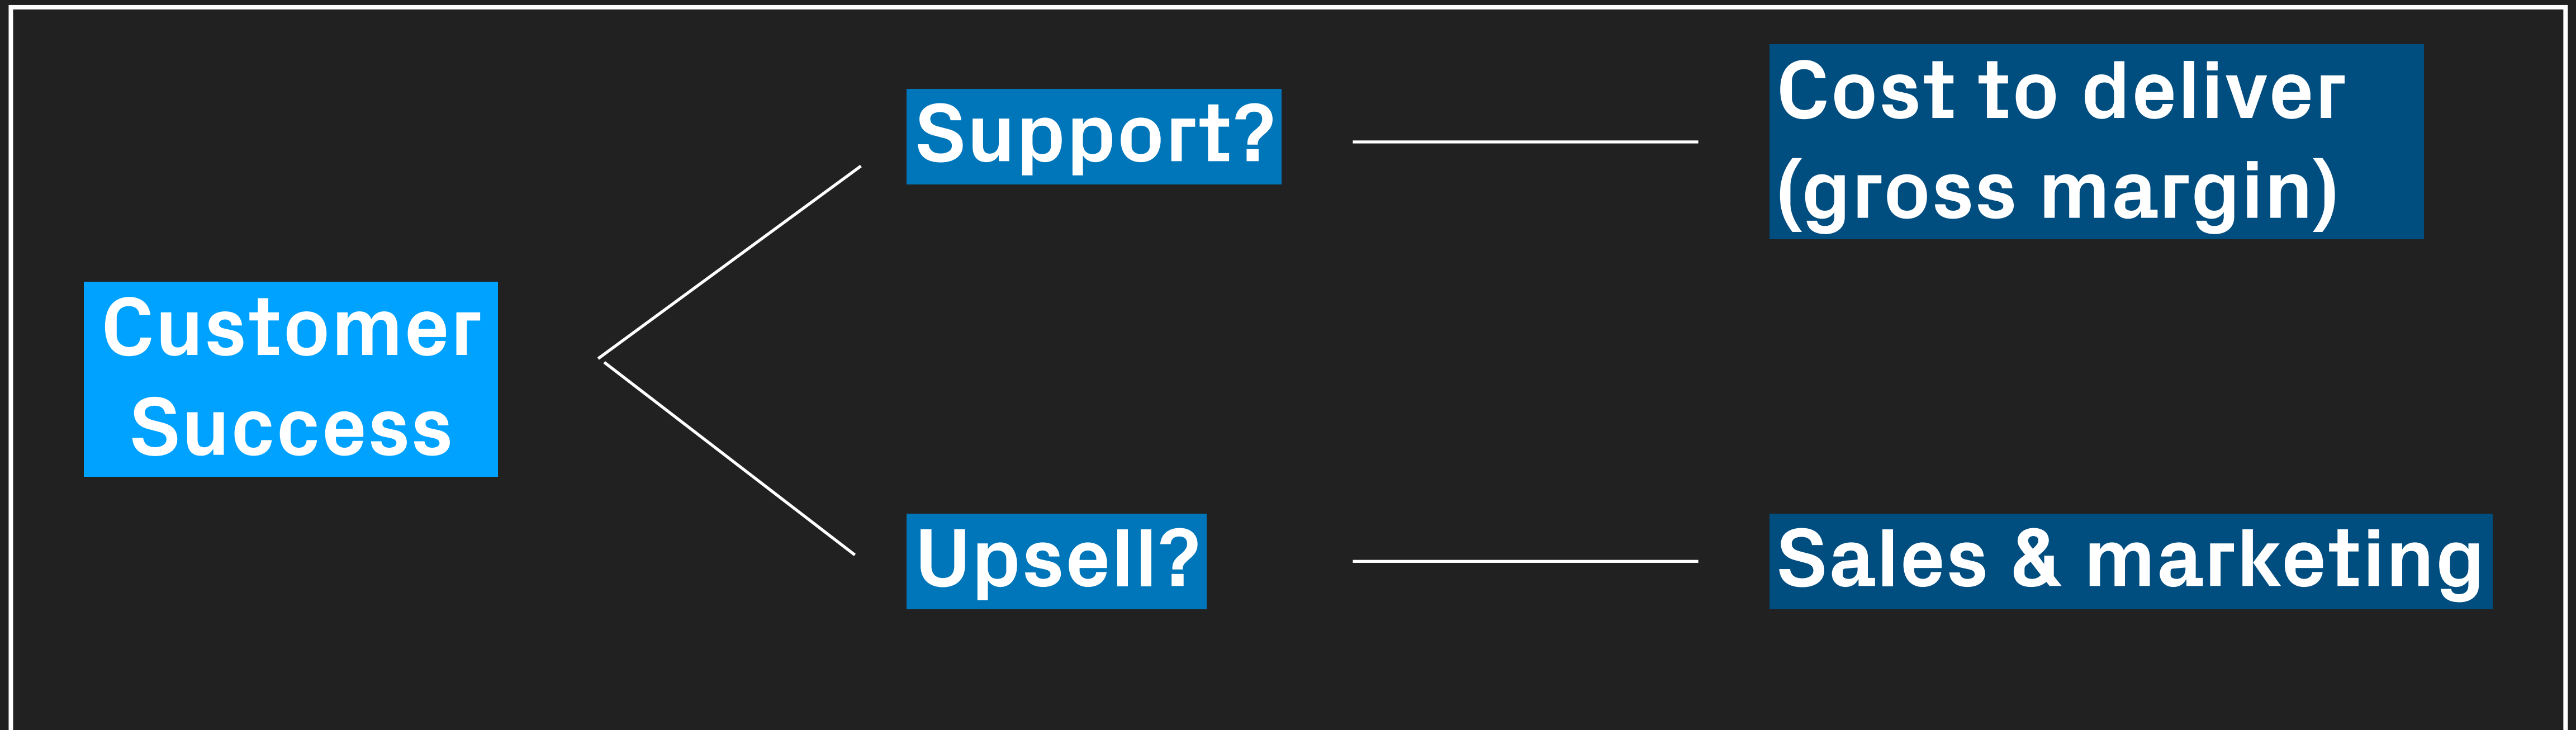 Customer
Success
Support?
Cost to deliver
(gross margin)
Upsell?
Sales & marketing